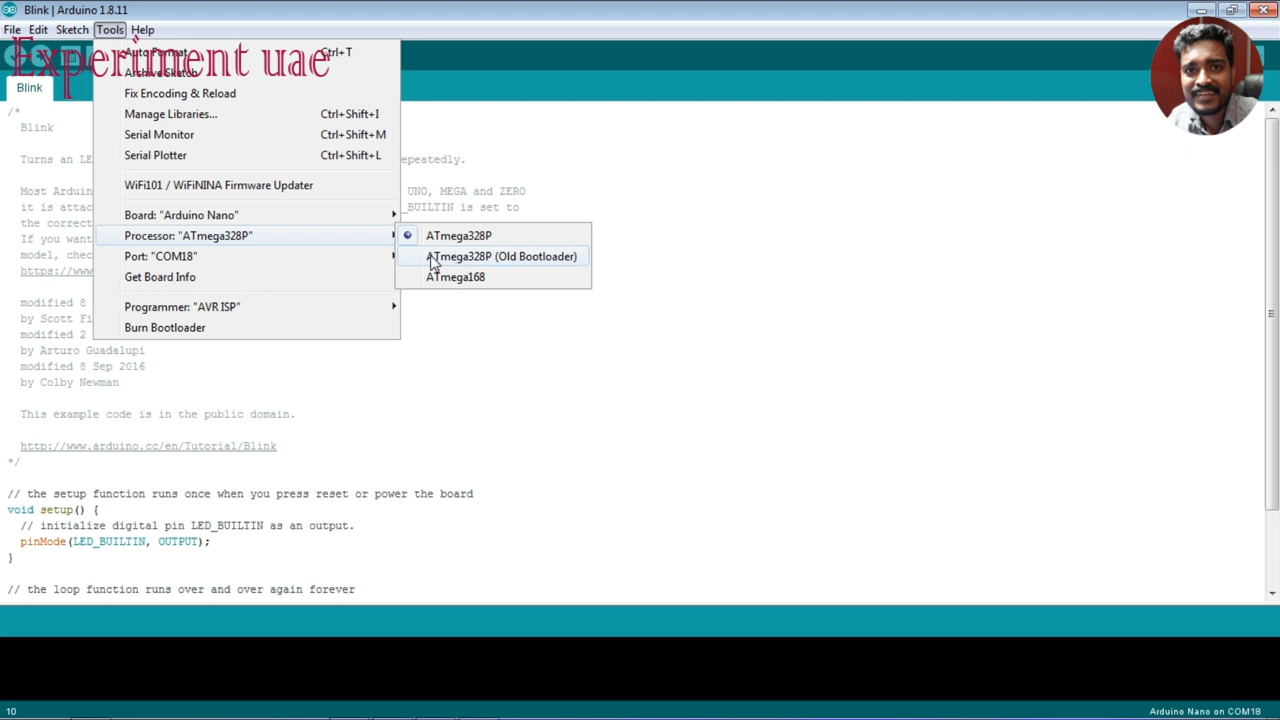 Blink | Arduino 1.8.11
File Edit Sketch Tools Help
Experiment uae
Auto Format Ctrl+T
Archive Sketch
Blink
Fix Encoding & Reload
Manage Libraries... Ctrl+Shift+I
Serial Monitor Ctrl+Shift+M
Serial Plotter Ctrl+Shift+L
WiFi101 / WiFiNINA Firmware Updater
Board: "Arduino Nano"
Processor: "ATmega328P"
Port: "COM18"
Get Board Info
Programmer: "AVR ISP"
Burn Bootloader
ATmega328P
ATmega328P (Old Bootloader)
ATmega168
/*
Blink
Turns an epeatedly.
Most UNO, MEGA and ZERO
it is _BUILTIN is set to
the
If you want
model,
modified 8
by Scott
modified 2
by Arturo Guadalupi
modified 8 Sep 2016
by Colby Newman
This example code is in the public domain.
http://www.arduino.cc/en/Tutorial/Blink
*/
// the setup function runs once when you press reset or power the board
void setup() {
// initialize digital pin LED_BUILTIN as an output.
pinMode(LED_BUILTIN, OUTPUT);
}
// the loop function runs over and over again forever
10
Arduino Nano on COM18